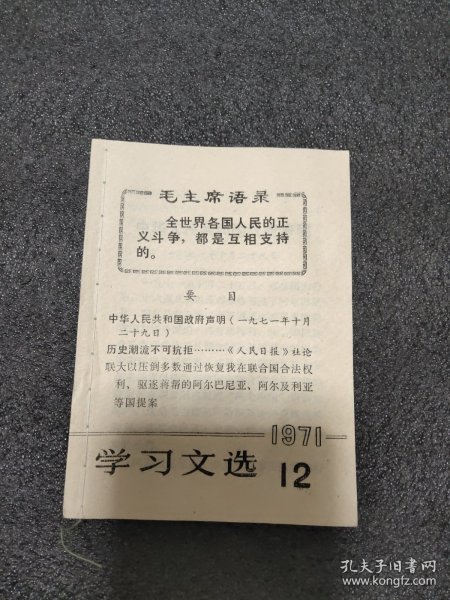 毛主席语录
全世界各国人民的正
义斗争，都是互相支持
的。
要 目
中华人民共和国政府声明（一九七一年十月
二十九日）
历史潮流不可抗拒………《人民日报》社论
联大以压倒多数通过恢复我在联合国合法权
利、驱逐蒋帮的阿尔巴尼亚、阿尔及利亚
等国提案
1971
学习文选 12
孔夫子旧书网
www.kongfz.com